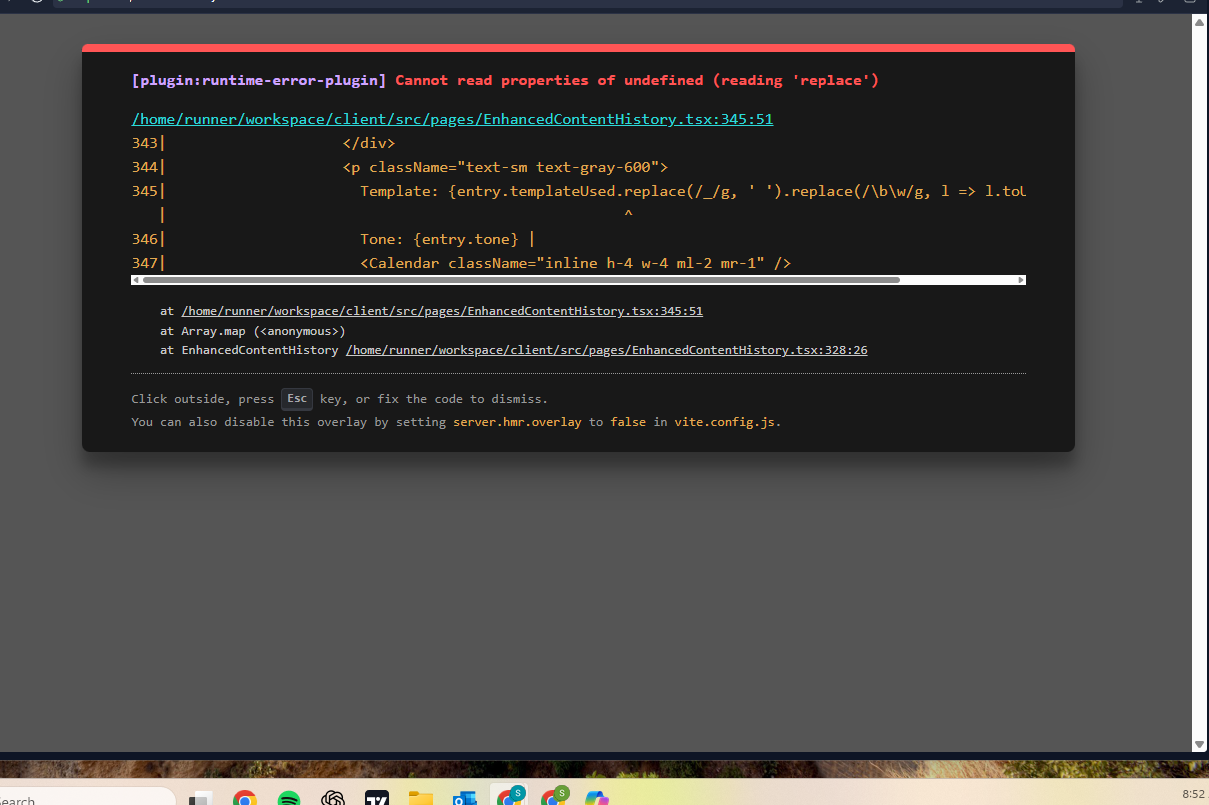 [plugin:runtime-error-plugin] Cannot read properties of undefined (reading 'replace')
/home/runner/workspace/client/src/pages/EnhancedContentHistory.tsx:345:51
343|                    </div>
344|                    <p className="text-sm text-gray-600">
345|                      Template: {entry.templateUsed.replace(/_/g, ' ').replace(/\b\w/g, l => l.toU
   |                                                    ^
346|                      Tone: {entry.tone} |
347|                      <Calendar className="inline h-4 w-4 ml-2 mr-1" />
at /home/runner/workspace/client/src/pages/EnhancedContentHistory.tsx:345:51
at Array.map (<anonymous>)
at EnhancedContentHistory /home/runner/workspace/client/src/pages/EnhancedContentHistory.tsx:328:26
Click outside, press Esc key, or fix the code to dismiss.
You can also disable this overlay by setting server.hmr.overlay to false in vite.config.js.
S
S
8:52